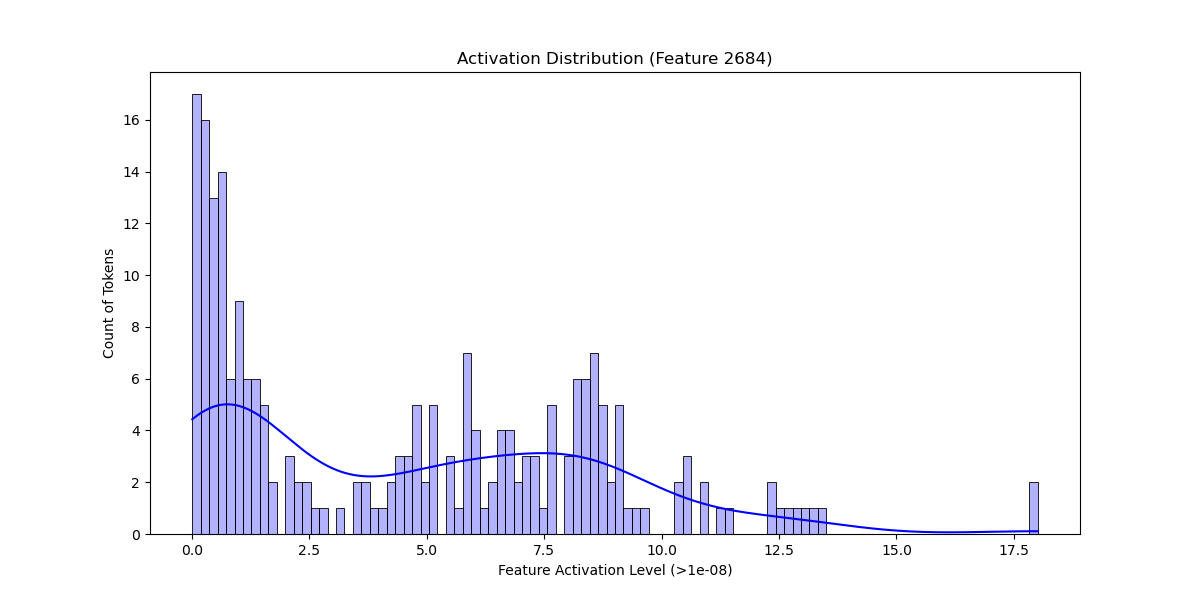 Activation Distribution (Feature 2684)
Count of Tokens
16
14
12
10
8
6
4
2
0
0.0 2.5 5.0 7.5 10.0 12.5 15.0 17.5
Feature Activation Level (>1e-08)